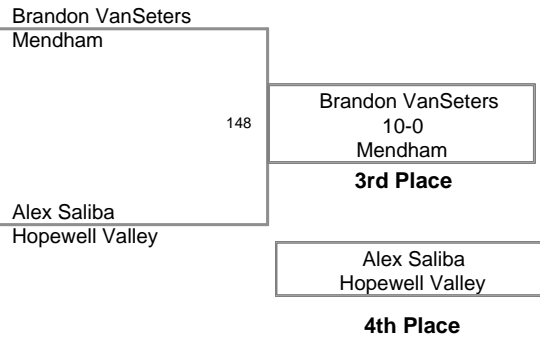 Brandon VanSeters
Mendham
148
Brandon VanSeters
10-0
Mendham
3rd Place
Alex Saliba
Hopewell Valley
Alex Saliba
Hopewell Valley
4th Place